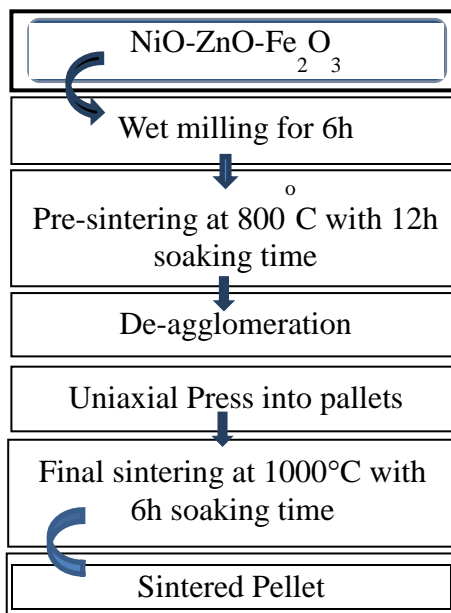 NiO-ZnO-Fe₂O₃
Wet milling for 6h
Pre-sintering at 800°C with 12h
soaking time
De-agglomeration
Uniaxial Press into pallets
Final sintering at 1000°C with
6h soaking time
Sintered Pellet